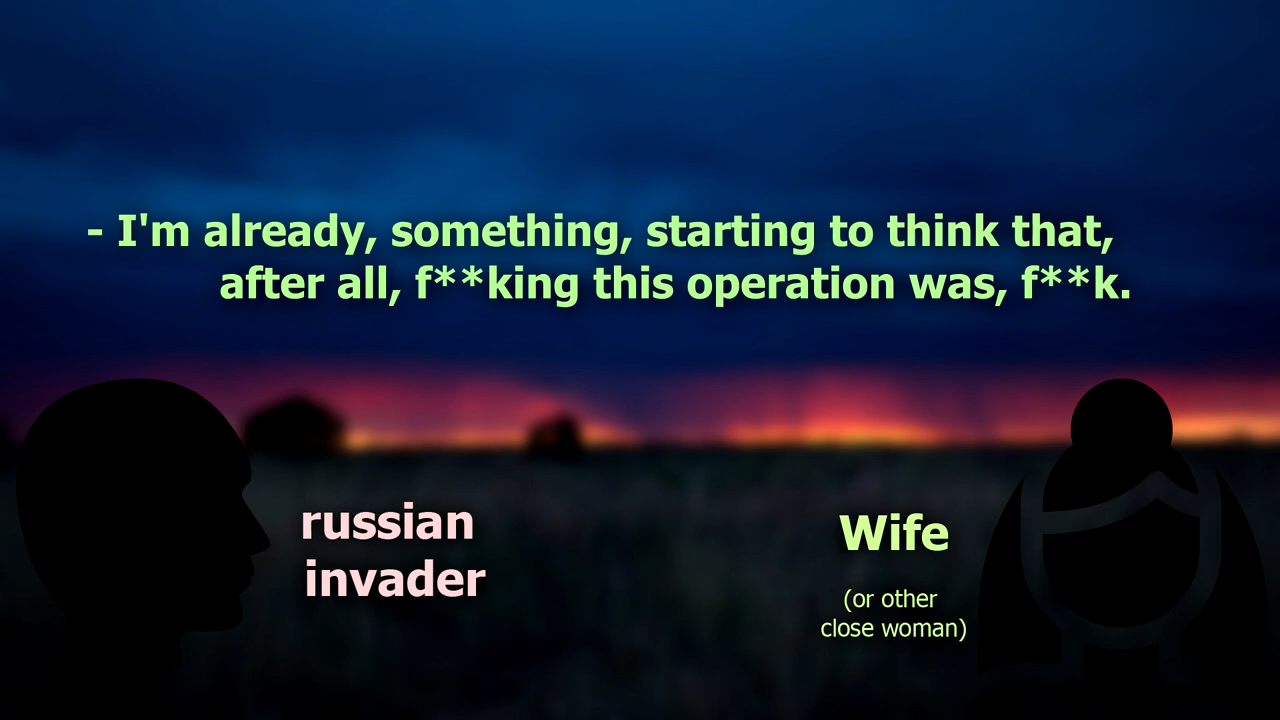 - I'm already, something, starting to think that,
after all, f**king this operation was, f**k.
russian
invader
Wife
(or other
close woman)